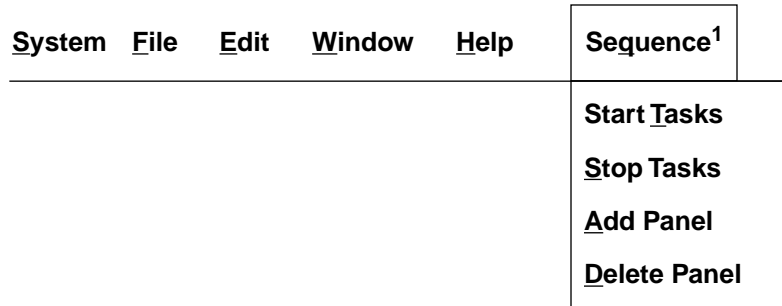 System File Edit Window Help Sequence1
Start Tasks
Stop Tasks
Add Panel
Delete Panel